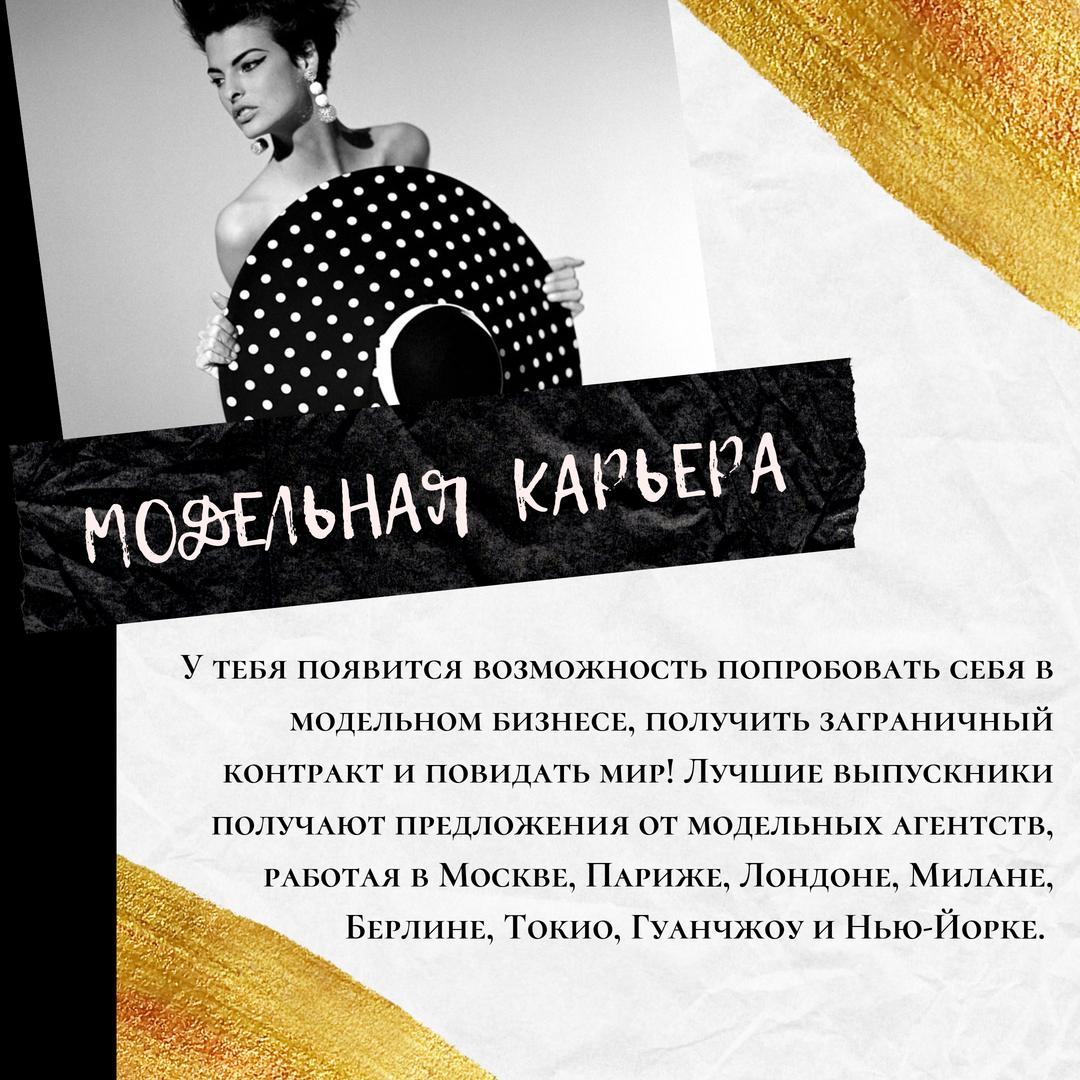 МОДЕЛЬНАЯ КАРЬЕРА
У ТЕБЯ ПОЯВИТСЯ ВОЗМОЖНОСТЬ ПОПРОБОВАТЬ СЕБЯ В
МОДЕЛЬНОМ БИЗНЕСЕ, ПОЛУЧИТЬ ЗАГРАНИЧНЫЙ
КОНТРАКТ И ПОВИДАТЬ МИР! ЛУЧШИЕ ВЫПУСКНИКИ
ПОЛУЧАЮТ ПРЕДЛОЖЕНИЯ ОТ МОДЕЛЬНЫХ АГЕНТСТВ,
РАБОТАЯ В МОСКВЕ, ПАРИЖЕ, ЛОНДОНЕ, МИЛАНЕ,
БЕРЛИНЕ, ТОКИО, ГУАНЧЖОУ И НЬЮ-ЙОРКЕ.